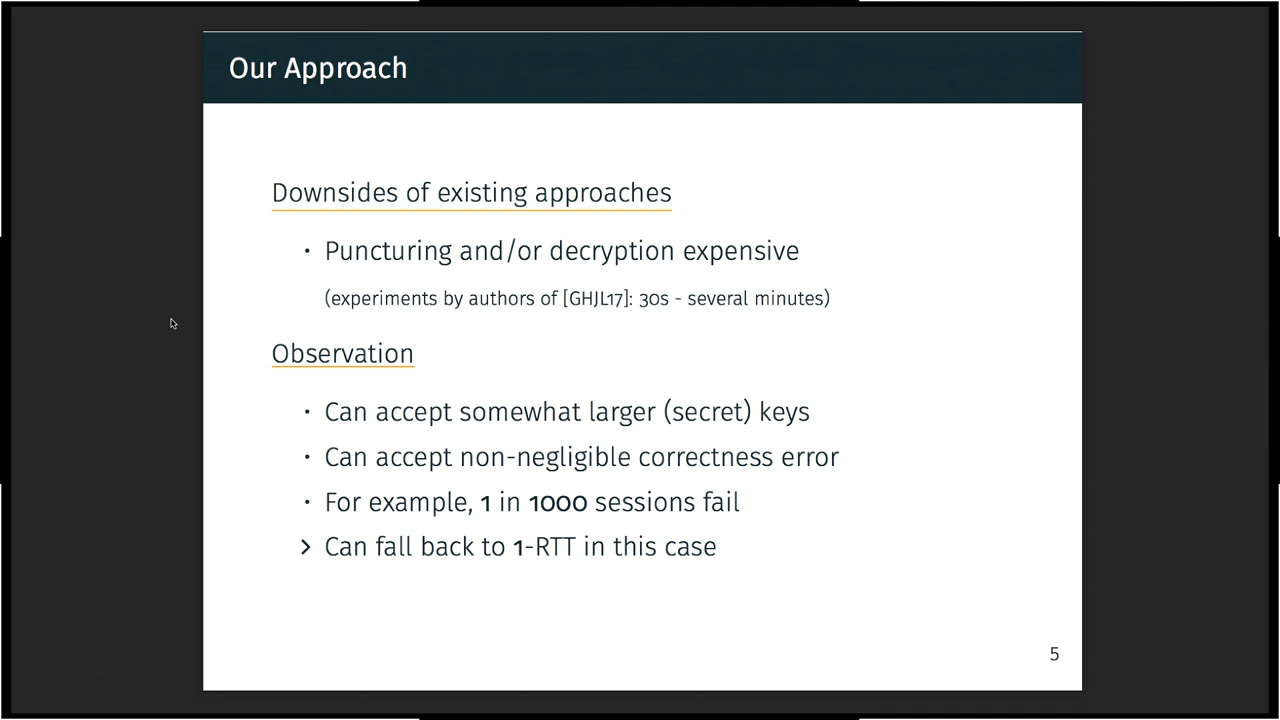 Our Approach
Downsides of existing approaches
· Puncturing and/or decryption expensive
(experiments by authors of [GHJL17]: 30s - several minutes)
Observation
· Can accept somewhat larger (secret) keys
· Can accept non-negligible correctness error
· For example, 1 in 1000 sessions fail
> Can fall back to 1-RTT in this case
5